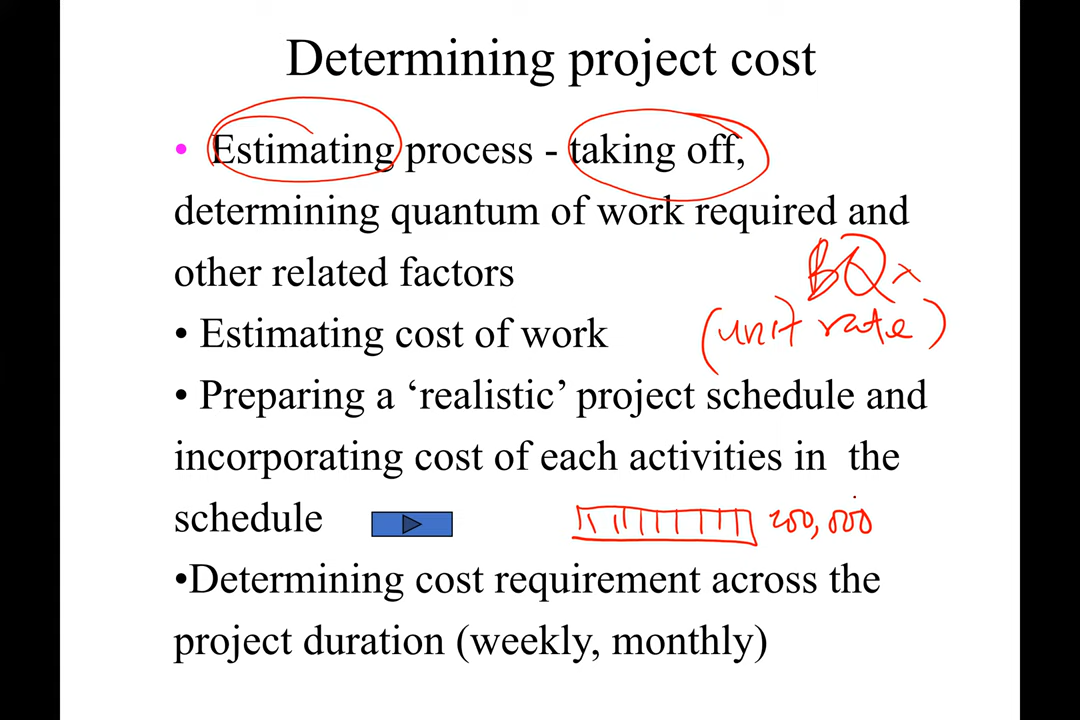 Determining project cost
• Estimating process - taking off,
determining quantum of work required and
other related factors
BQ x
• Estimating cost of work
(unit rate)
• Preparing a ‘realistic’ project schedule and
incorporating cost of each activities in the
schedule
200,000
•Determining cost requirement across the
project duration (weekly, monthly)